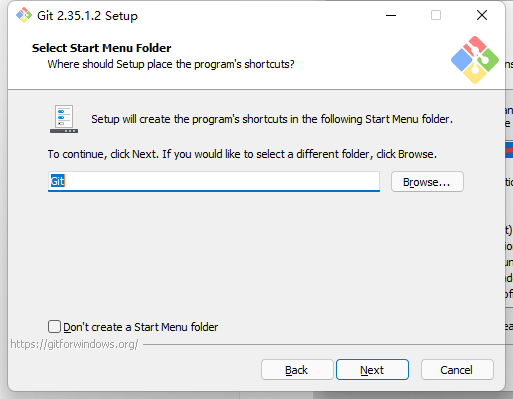 Git 2.35.1.2 Setup
Select Start Menu Folder
Where should Setup place the program's shortcuts?
Setup will create the program's shortcuts in the following Start Menu folder.
To continue, click Next. If you would like to select a different folder, click Browse.
Git
Browse...
Don't create a Start Menu folder
https://gitforwindows.org/
Back
Next
Cancel